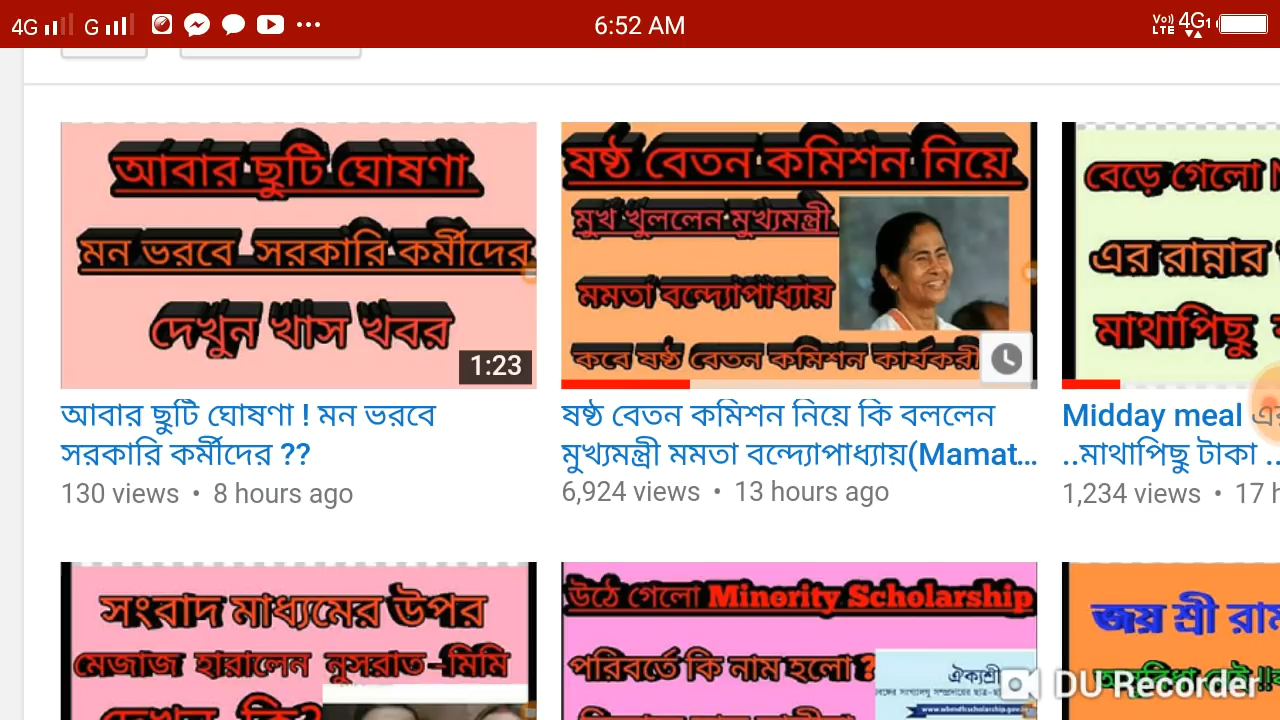 4G G 6:52 AM VoLTE 4G1
আবার ছুটি ঘোষণা
মন ভরবে সরকারি কর্মীদের
দেখুন খাস খবর
1:23
ষষ্ঠ বেতন কমিশন নিয়ে
মুখ খুললেন মুখ্যমন্ত্রী
মমতা বন্দ্যোপাধ্যায়
কবে ষষ্ঠ বেতন কমিশন কার্যকরী
বেড়ে গেলো
এর রান্নার
মাথাপিছু
আবার ছুটি ঘোষণা ! মন ভরবে
সরকারি কর্মীদের ??
130 views • 8 hours ago
ষষ্ঠ বেতন কমিশন নিয়ে কি বললেন
মুখ্যমন্ত্রী মমতা বন্দ্যোপাধ্যায়(Mamat...
6,924 views • 13 hours ago
Midday meal এর
..মাথাপিছু টাকা ..
1,234 views • 17 h
সংবাদ মাধ্যমের উপর
মেজাজ হারালেন নুসরাত-মিমি
উঠে গেলো Minority Scholarship
পরিবর্তে কি নাম হলো ?
ঐক্যশ্রী
জয় শ্রী রাম
DU Recorder